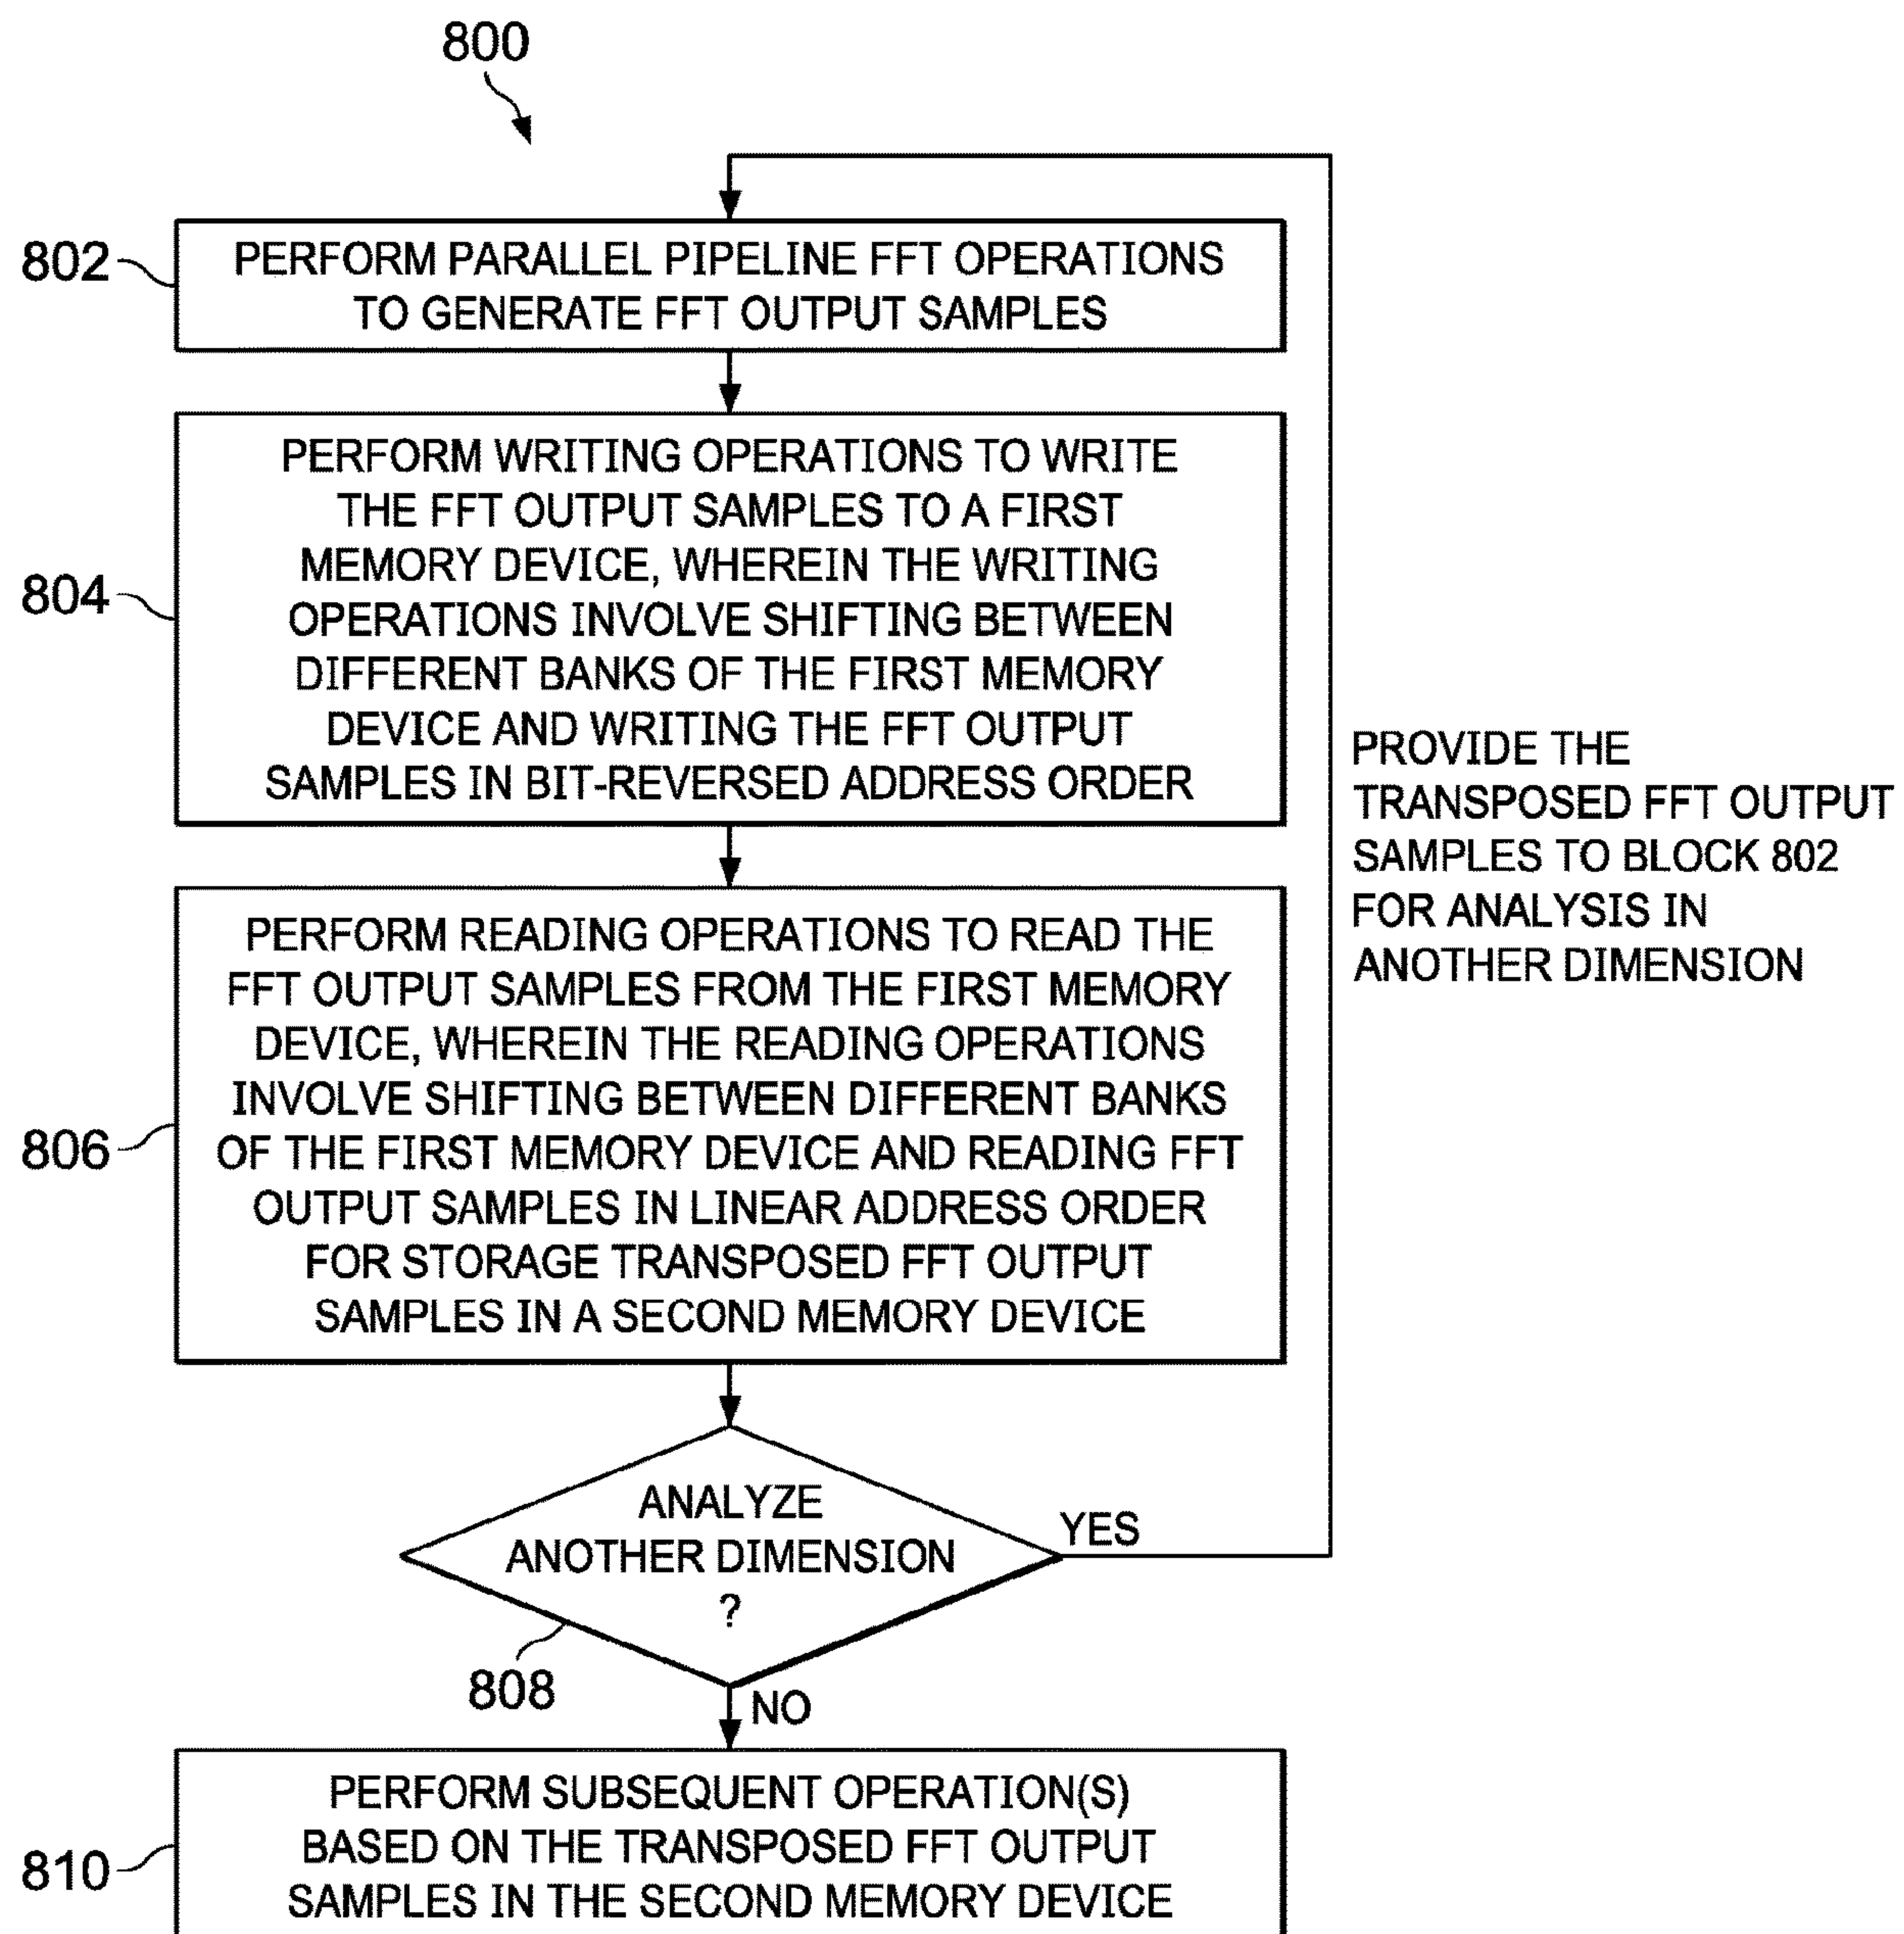 800
802
PERFORM PARALLEL PIPELINE FFT OPERATIONS
TO GENERATE FFT OUTPUT SAMPLES
804
PERFORM WRITING OPERATIONS TO WRITE
THE FFT OUTPUT SAMPLES TO A FIRST
MEMORY DEVICE, WHEREIN THE WRITING
OPERATIONS INVOLVE SHIFTING BETWEEN
DIFFERENT BANKS OF THE FIRST MEMORY
DEVICE AND WRITING THE FFT OUTPUT
SAMPLES IN BIT-REVERSED ADDRESS ORDER
PROVIDE THE
TRANSPOSED FFT OUTPUT
SAMPLES TO BLOCK 802
FOR ANALYSIS IN
ANOTHER DIMENSION
806
PERFORM READING OPERATIONS TO READ THE
FFT OUTPUT SAMPLES FROM THE FIRST MEMORY
DEVICE, WHEREIN THE READING OPERATIONS
INVOLVE SHIFTING BETWEEN DIFFERENT BANKS
OF THE FIRST MEMORY DEVICE AND READING FFT
OUTPUT SAMPLES IN LINEAR ADDRESS ORDER
FOR STORAGE TRANSPOSED FFT OUTPUT
SAMPLES IN A SECOND MEMORY DEVICE
ANALYZE
ANOTHER DIMENSION
?
YES
808
NO
810
PERFORM SUBSEQUENT OPERATION(S)
BASED ON THE TRANSPOSED FFT OUTPUT
SAMPLES IN THE SECOND MEMORY DEVICE